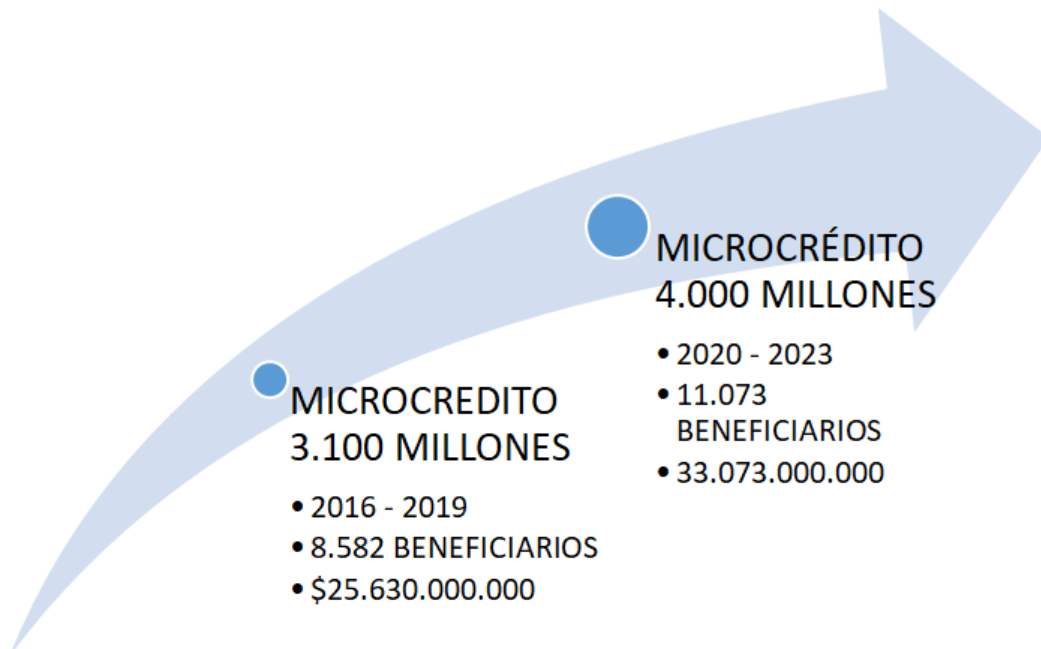 MICROCRÉDITO
4.000 MILLONES
• 2020 - 2023
• 11.073
BENEFICIARIOS
• 33.073.000.000
MICROCREDITO
3.100 MILLONES
• 2016 - 2019
• 8.582 BENEFICIARIOS
• $25.630.000.000